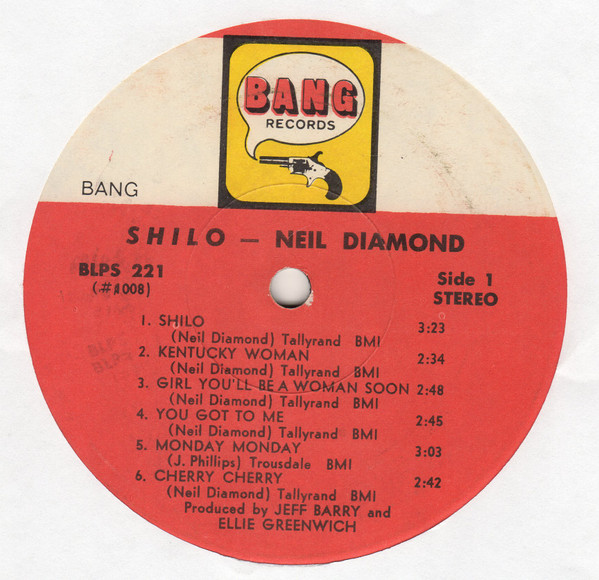 BANG
RECORDS
BANG
SHILO — NEIL DIAMOND
BLPS 221
Side 1
STEREO
1. SHILO 3:23
(Neil Diamond) Tallyrand BMI
2. KENTUCKY WOMAN 2:34
(Neil Diamond) Tallyrand BMI
3. GIRL YOU'LL BE A WOMAN SOON 2:48
(Neil Diamond) Tallyrand BMI
4. YOU GOT TO ME 2:45
(Neil Diamond) Tallyrand BMI
5. MONDAY MONDAY 3:03
(J. Phillips) Trousdale BMI
6. CHERRY CHERRY 2:42
(Neil Diamond) Tallyrand BMI
Produced by JEFF BARRY and
ELLIE GREENWICH